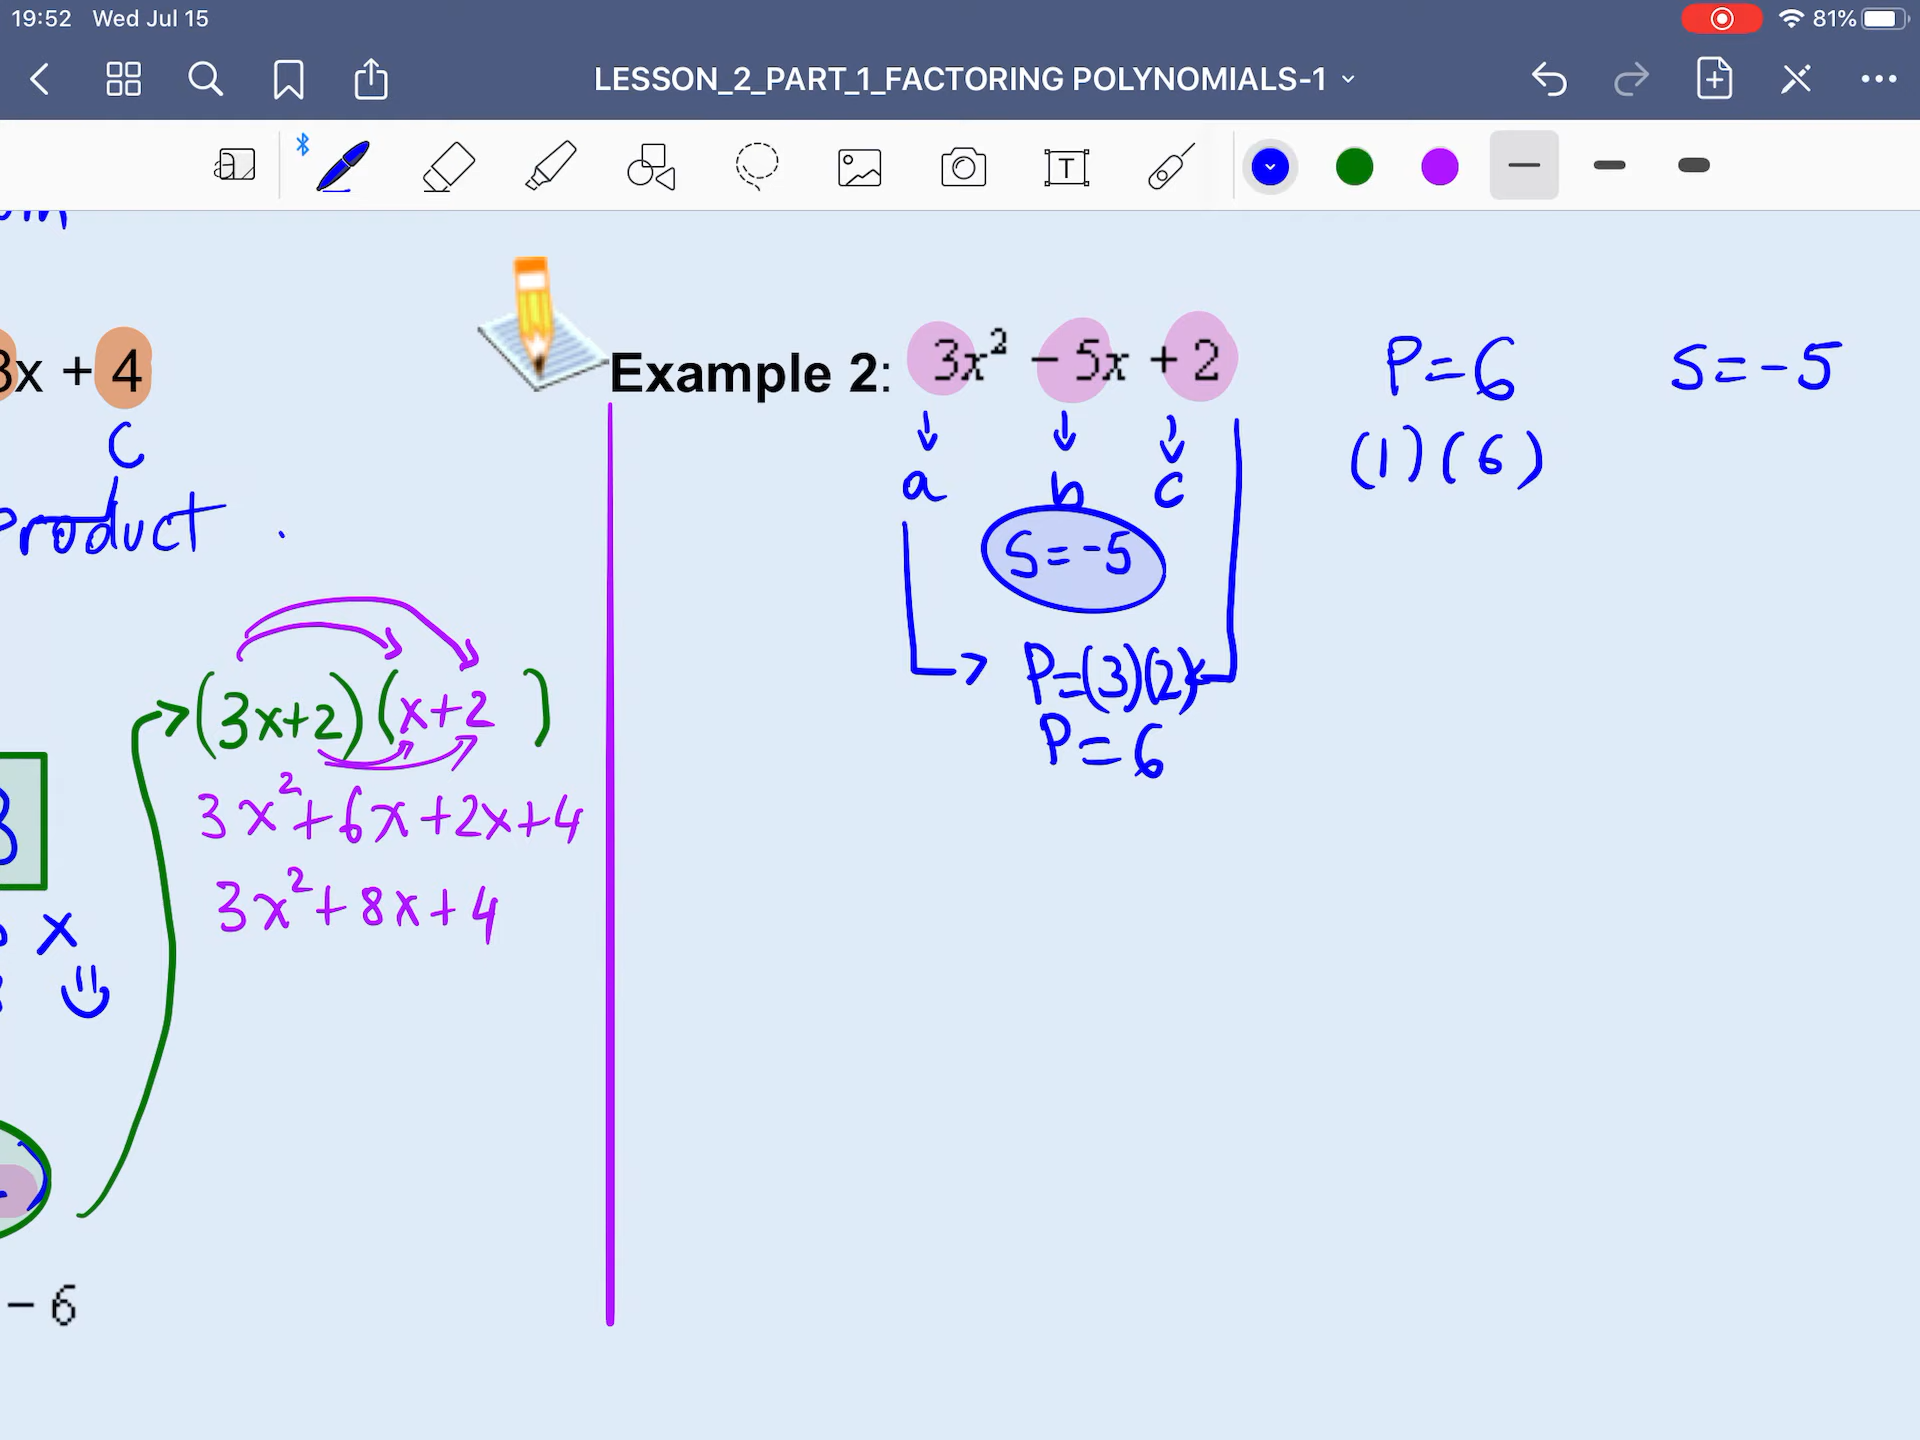 19:52 Wed Jul 15
81%
LESSON_2_PART_1_FACTORING POLYNOMIALS-1
x + 4
C
Product .
(3x+2)(x+2 )
3x²+6x+2x+4
3x²+8x+4
x
- 6
Example 2: 3x² - 5x + 2
a b c
S=-5
P=(3)(2)
P=6
P=6 S=-5
(1)(6)